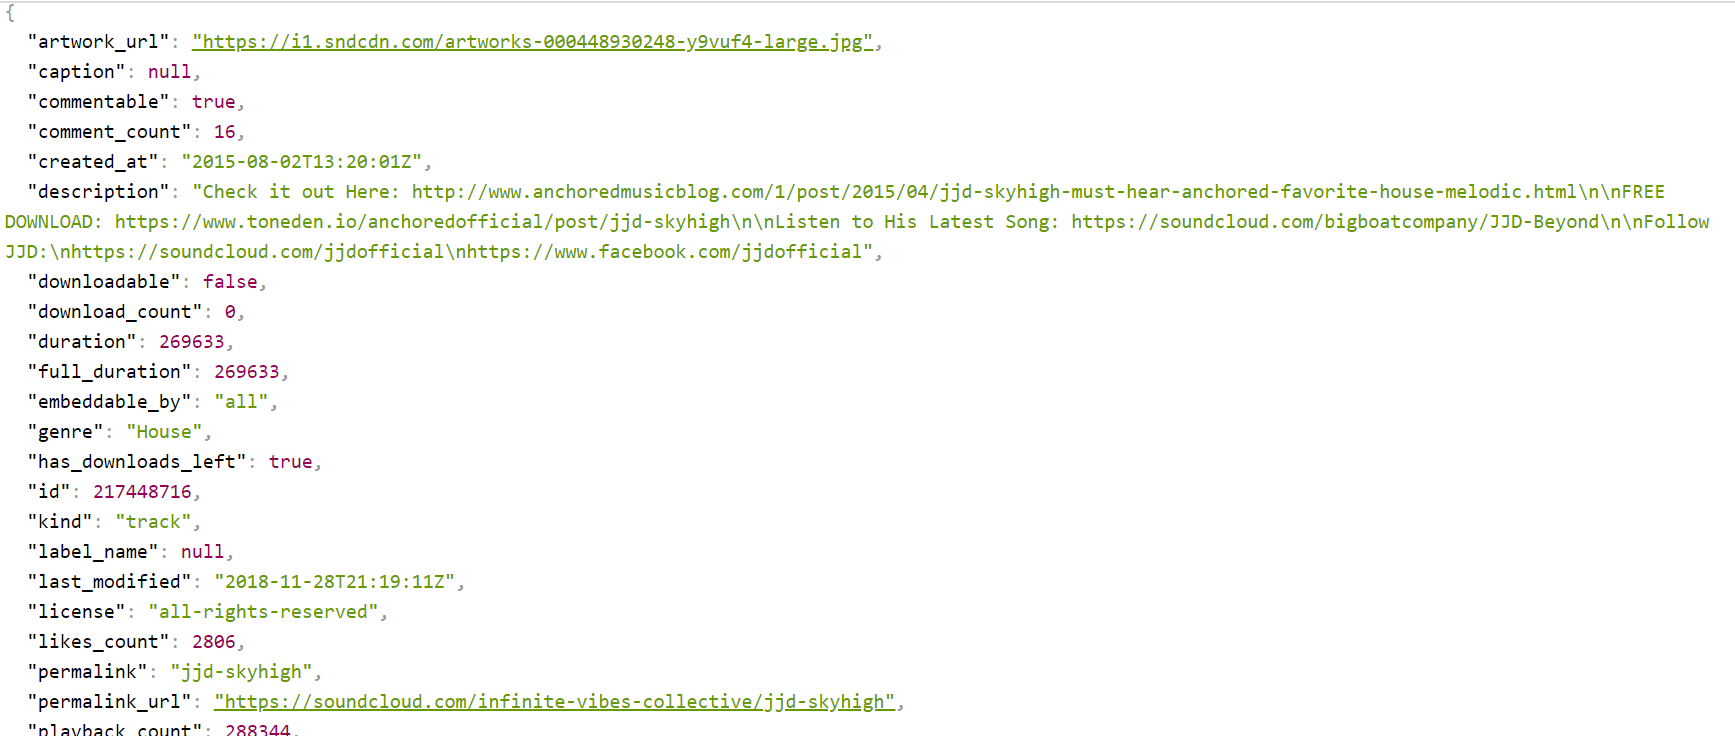 {
"artwork_url": "https://i1.sndcdn.com/artworks-000448930248-y9vuf4-large.jpg",
"caption": null,
"commentable": true,
"comment_count": 16,
"created_at": "2015-08-02T13:20:01Z",
"description": "Check it out Here: http://www.anchoredmusicblog.com/1/post/2015/04/jjd-skyhigh-must-hear-anchored-favorite-house-melodic.html\n\nFREE
DOWNLOAD: https://www.toneden.io/anchoredofficial/post/jjd-skyhigh\n\nListen to His Latest Song: https://soundcloud.com/bigboatcompany/JJD-Beyond\n\nFollow
JJD:\nhttps://soundcloud.com/jjdofficial\nhttps://www.facebook.com/jjdofficial",
"downloadable": false,
"download_count": 0,
"duration": 269633,
"full_duration": 269633,
"embeddable_by": "all",
"genre": "House",
"has_downloads_left": true,
"id": 217448716,
"kind": "track",
"label_name": null,
"last_modified": "2018-11-28T21:19:11Z",
"license": "all-rights-reserved",
"likes_count": 2806,
"permalink": "jjd-skyhigh",
"permalink_url": "https://soundcloud.com/infinite-vibes-collective/jjd-skyhigh",
"playback_count": 288344,